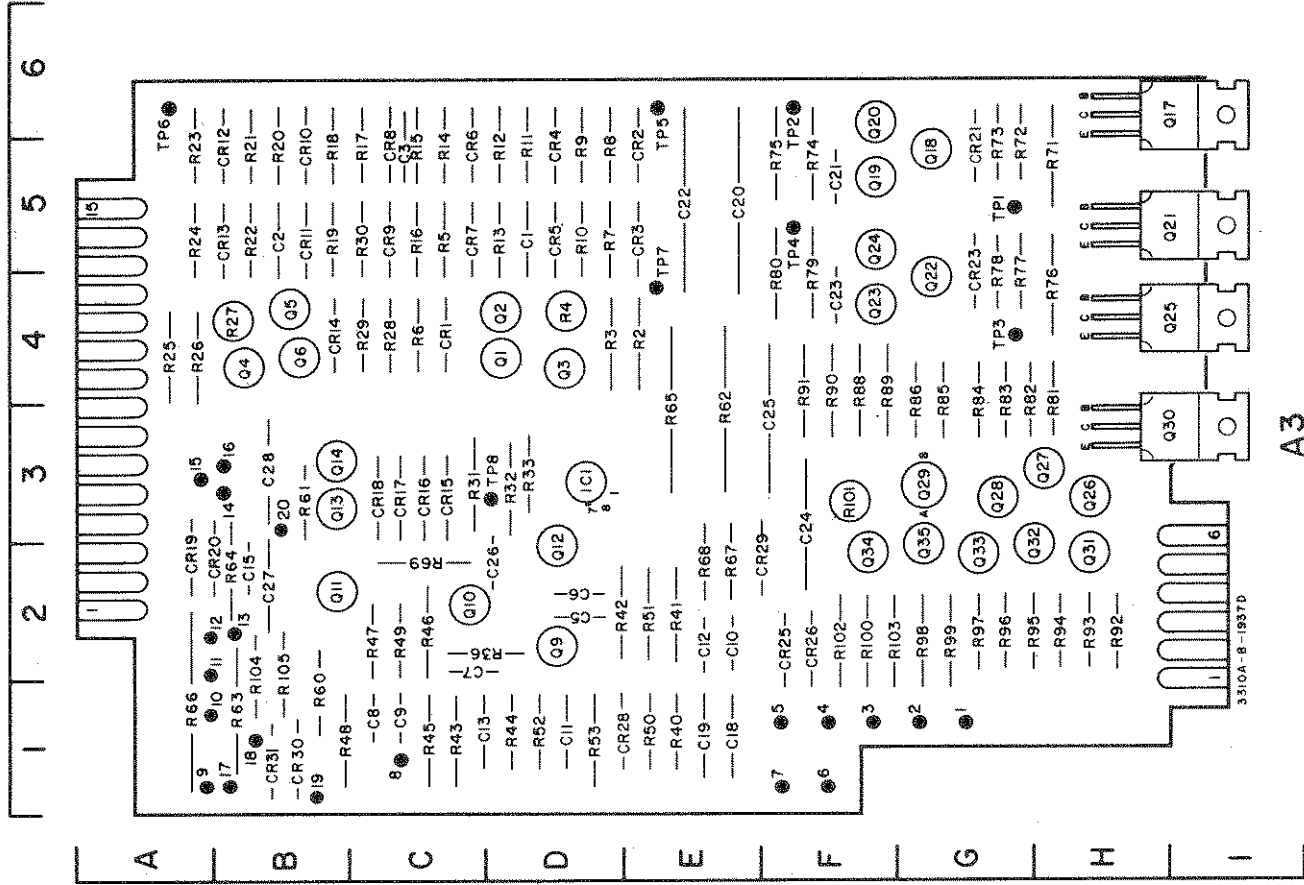 6
5
4
3
2
1
A
B
C
D
E
F
G
H
I
15
1
TP6
R23
CR12
R21
R20
CR10
R18
R17
CR8
C3
R15
R14
CR6
R12
R11
CR4
R9
R8
CR2
TP5
R24
CR13
R22
C2
CR11
R19
R30
CR9
R16
R5
CR7
R13
C1
CR5
R10
R7
CR3
TP7
C22
C20
R75
TP2
R74
C21
Q20
Q19
Q18
CR21
R73
R72
R71
R80
TP4
R79
C23
Q24
Q23
Q22
CR23
R78
R77
TP1
TP3
R76
B
C
E
Q17
B
C
E
Q21
B
C
E
Q25
B
C
E
Q30
R25
R26
R27
Q4
Q5
Q6
CR14
R29
R28
R6
CR1
Q2
Q1
R4
Q3
R3
R2
R65
R62
C25
R91
R90
R88
R89
R86
R85
R84
R83
R82
R81
15
16
14
C28
20
R61
Q14
Q13
CR18
CR17
CR16
CR15
R31
TP8
R32
R33
IC1
7
8
1
C24
R101
Q29
B
A
Q28
Q27
Q26
CR19
CR20
R64
C15
C27
Q11
R69
C26
Q10
Q12
C6
C5
Q9
R68
R67
CR29
Q34
Q35
Q33
Q32
Q31
12
13
11
10
R66
R63
R104
R105
R60
R47
R49
R46
R36
C7
R42
R51
R41
C12
C10
CR25
CR26
R102
R100
R103
R98
R99
R97
R96
R95
R94
R93
R92
9
17
18
CR31
CR30
19
R48
C8
C9
8
R45
R43
C13
R44
R52
C11
R53
CR28
R50
R40
C19
C18
5
4
3
2
1
7
6
6
1
3310A-B-1937D
A3